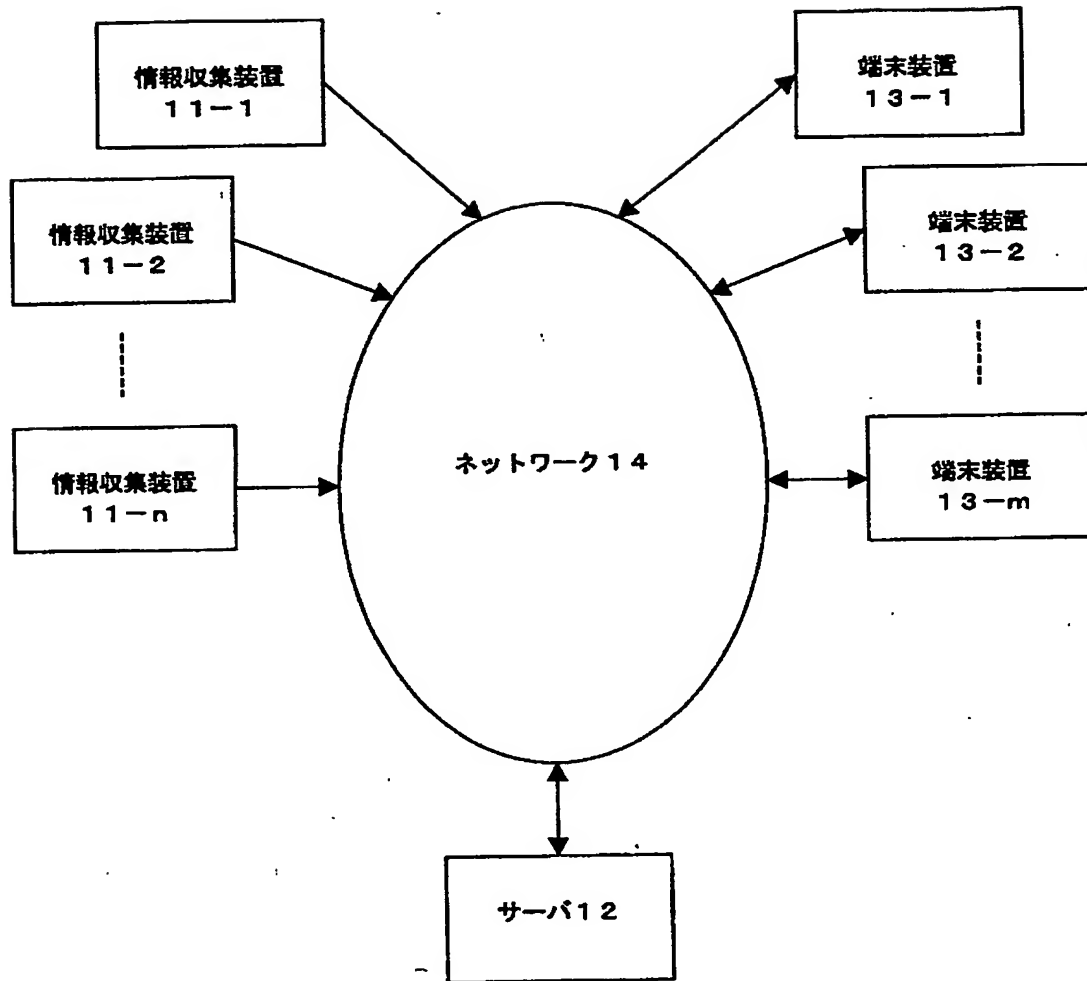 情報収集装置
11-1
端末装置
13-1
情報収集装置
11-2
端末装置
13-2
情報収集装置
11-n
ネットワーク14
端末装置
13-m
サーバ12